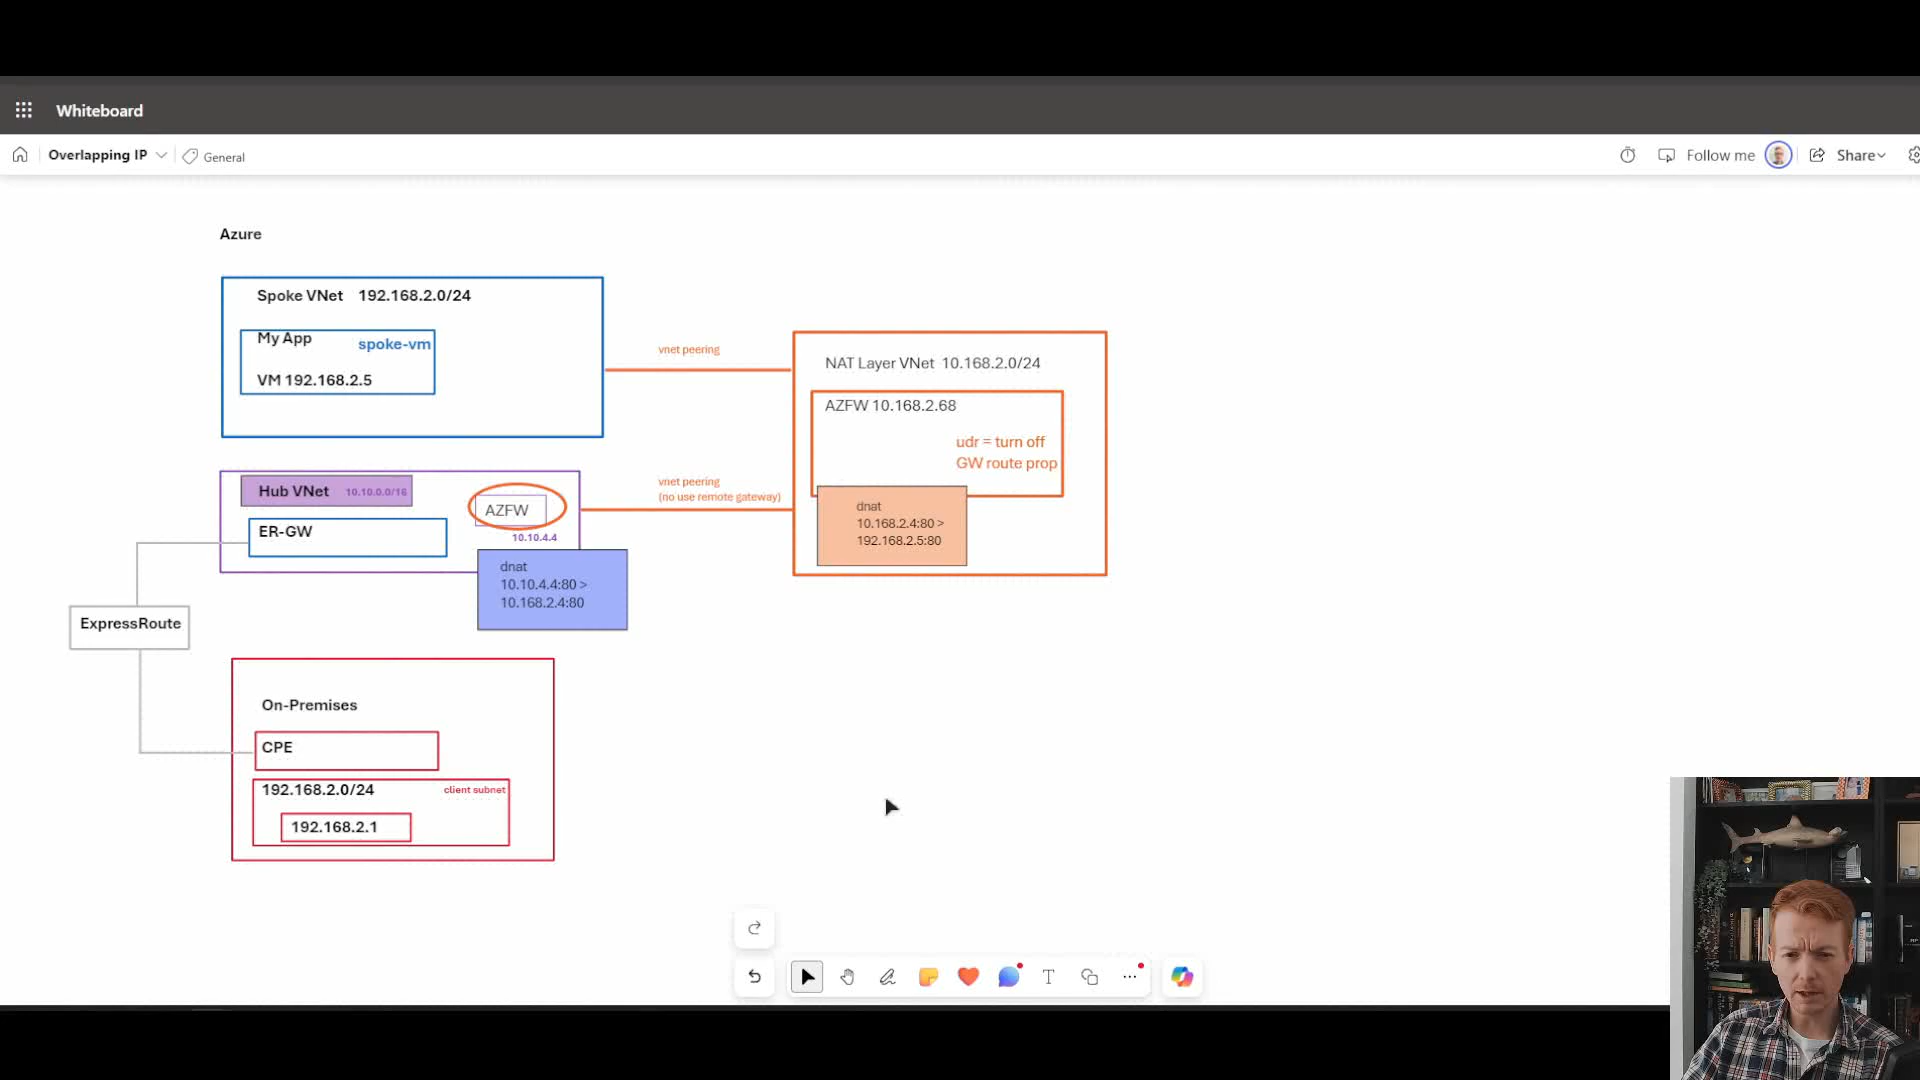 Whiteboard
Overlapping IP
General
Follow me
Share
Azure
Spoke VNet 192.168.2.0/24
My App
spoke-vm
VM 192.168.2.5
vnet peering
NAT Layer VNet 10.168.2.0/24
AZFW 10.168.2.68
udr = turn off
GW route prop
dnat
10.168.2.4:80 >
192.168.2.5:80
Hub VNet 10.10.0.0/16
ER-GW
AZFW
10.10.4.4
vnet peering
(no use remote gateway)
dnat
10.10.4.4:80 >
10.168.2.4:80
ExpressRoute
On-Premises
CPE
192.168.2.0/24
client subnet
192.168.2.1